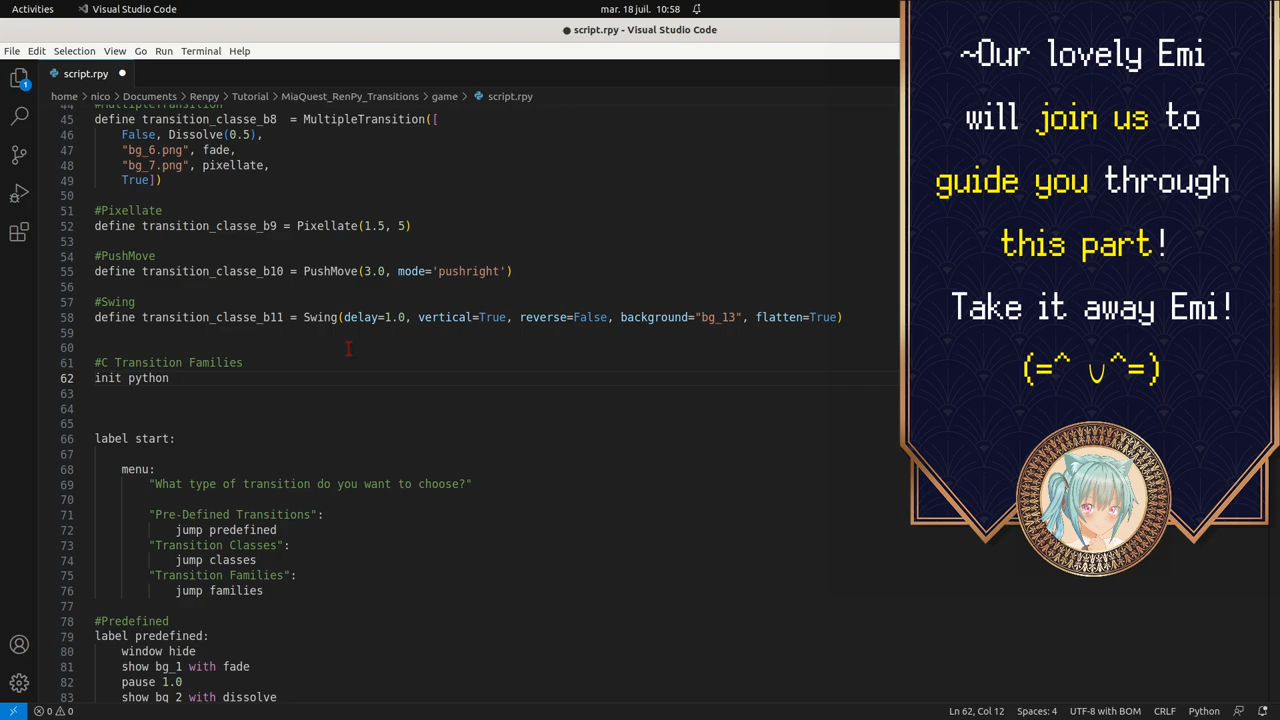 Activities
Visual Studio Code
mar. 18 juil. 10:58
● script.rpy - Visual Studio Code
File Edit Selection View Go Run Terminal Help
script.rpy ●
1
home > nico > Documents > Renpy > Tutorial > MiaQuest_RenPy_Transitions > game > script.rpy
44 #MultipleTransition
45 define transition_classe_b8  = MultipleTransition([
46     False, Dissolve(0.5),
47     "bg_6.png", fade,
48     "bg_7.png", pixellate,
49     True])
50
51 #Pixellate
52 define transition_classe_b9 = Pixellate(1.5, 5)
53
54 #PushMove
55 define transition_classe_b10 = PushMove(3.0, mode='pushright')
56
57 #Swing
58 define transition_classe_b11 = Swing(delay=1.0, vertical=True, reverse=False, background="bg_13", flatten=True)
59
60
61 #C Transition Families
62 init python
63
64
65
66 label start:
67
68     menu:
69         "What type of transition do you want to choose?"
70
71         "Pre-Defined Transitions":
72             jump predefined
73         "Transition Classes":
74             jump classes
75         "Transition Families":
76             jump families
77
78 #Predefined
79 label predefined:
80     window hide
81     show bg_1 with fade
82     pause 1.0
83     show bg_2 with dissolve
0 0
Ln 62, Col 12 Spaces: 4 UTF-8 with BOM CRLF Python
~Our lovely Emi
will join us to
guide you through
this part!
Take it away Emi!
(=^ ∪^=)